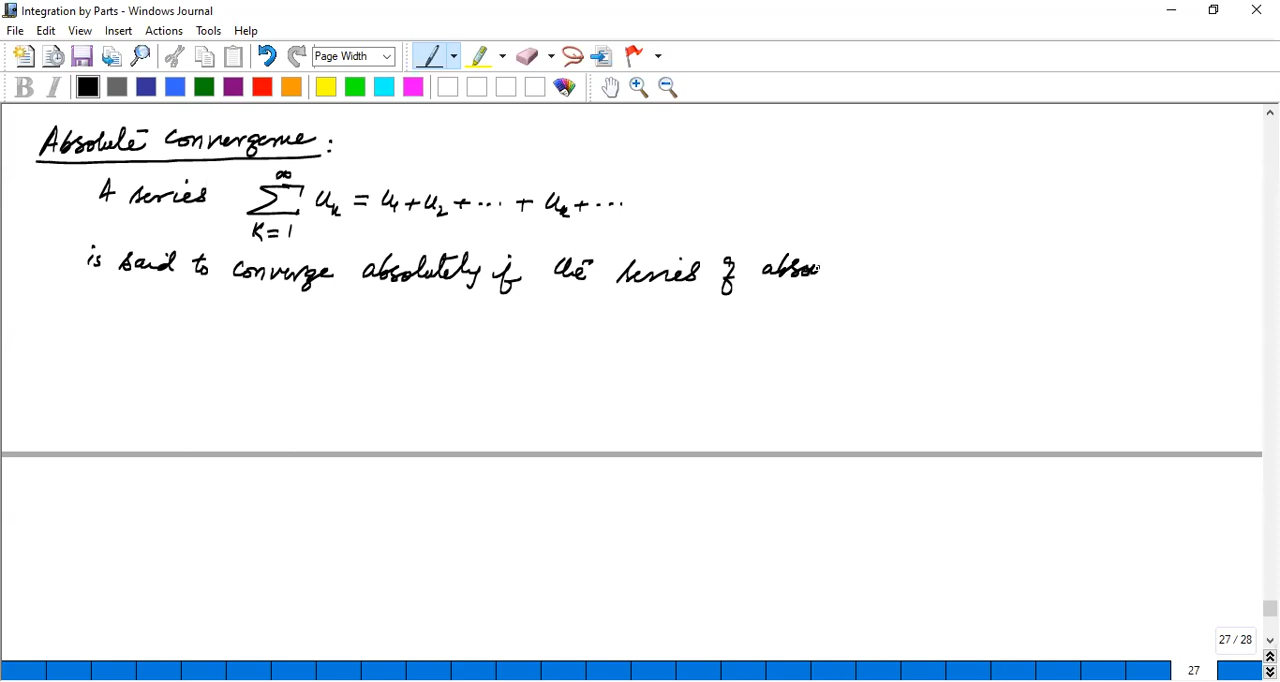 Integration by Parts - Windows Journal
File Edit View Insert Actions Tools Help
Page Width
B I
Absolute Convergence :
A series ∑_{K=1}^{∞} u_k = u_1 + u_2 + ... + u_k + ...
is said to converge absolutely if the series of absou
27 / 28
27